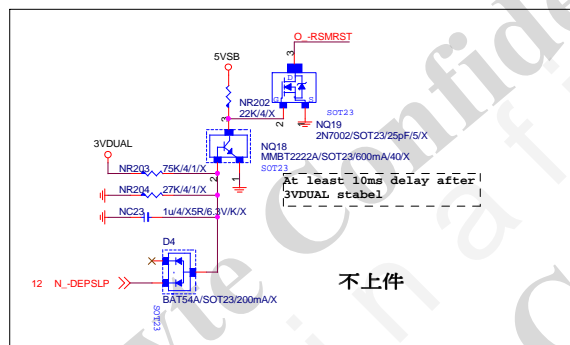 O_-RSMRST
5VSB
3
D
G
S
NR202
22K/4/X
2
SOT23
NQ19
2N7002/SOT23/25pF/5/X
3
3VDUAL
NQ18
MMBT2222A/SOT23/600mA/40/X
SOT23
NR203
75K/4/1/X
2
1
NR204
27K/4/1/X
NC23
1u/4/X5R/6.3V/K/X
At least 10ms delay after
3VDUAL stabel
D4
12 N_-DEPSLP
BAT54A/SOT23/200mA/X
SOT23
不上件
yte Confide